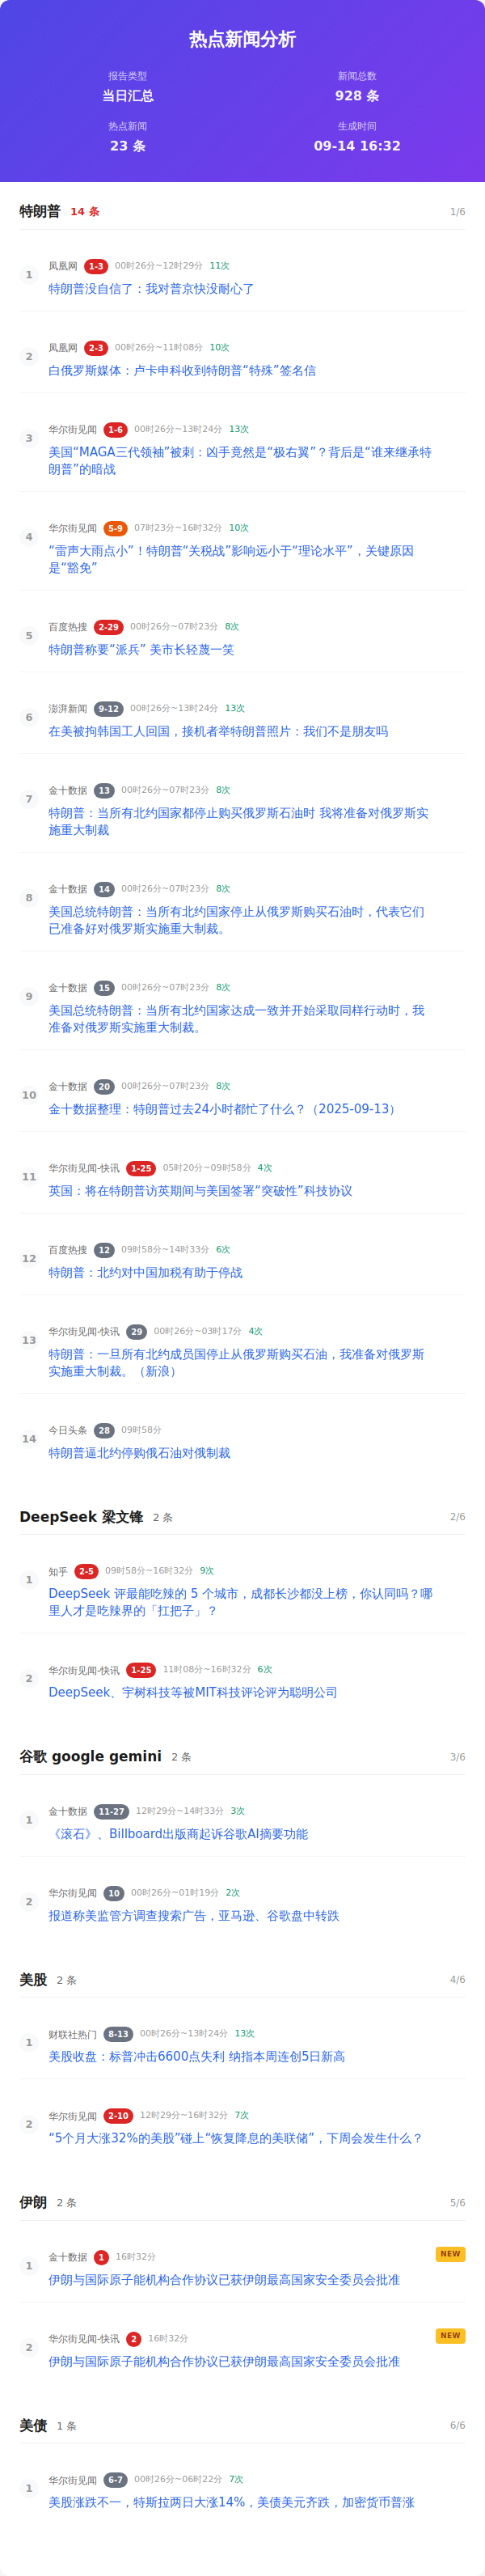 热点新闻分析
报告类型
当日汇总
新闻总数
928 条
热点新闻
23 条
生成时间
09-14 16:32
特朗普 14 条 1/6
1
凤凰网 1-3 00时26分~12时29分 11次
特朗普没自信了：我对普京快没耐心了
2
凤凰网 2-3 00时26分~11时08分 10次
白俄罗斯媒体：卢卡申科收到特朗普“特殊”签名信
3
华尔街见闻 1-6 00时26分~13时24分 13次
美国“MAGA三代领袖”被刺：凶手竟然是“极右翼”？背后是“谁来继承特
朗普”的暗战
4
华尔街见闻 5-9 07时23分~16时32分 10次
“雷声大雨点小”！特朗普“关税战”影响远小于“理论水平”，关键原因
是“豁免”
5
百度热搜 2-29 00时26分~07时23分 8次
特朗普称要“派兵” 美市长轻蔑一笑
6
澎湃新闻 9-12 00时26分~13时24分 13次
在美被拘韩国工人回国，接机者举特朗普照片：我们不是朋友吗
7
金十数据 13 00时26分~07时23分 8次
特朗普：当所有北约国家都停止购买俄罗斯石油时 我将准备对俄罗斯实
施重大制裁
8
金十数据 14 00时26分~07时23分 8次
美国总统特朗普：当所有北约国家停止从俄罗斯购买石油时，代表它们
已准备好对俄罗斯实施重大制裁。
9
金十数据 15 00时26分~07时23分 8次
美国总统特朗普：当所有北约国家达成一致并开始采取同样行动时，我
准备对俄罗斯实施重大制裁。
10
金十数据 20 00时26分~07时23分 8次
金十数据整理：特朗普过去24小时都忙了什么？（2025-09-13）
11
华尔街见闻-快讯 1-25 05时20分~09时58分 4次
英国：将在特朗普访英期间与美国签署“突破性”科技协议
12
百度热搜 12 09时58分~14时33分 6次
特朗普：北约对中国加税有助于停战
13
华尔街见闻-快讯 29 00时26分~03时17分 4次
特朗普：一旦所有北约成员国停止从俄罗斯购买石油，我准备对俄罗斯
实施重大制裁。（新浪）
14
今日头条 28 09时58分
特朗普逼北约停购俄石油对俄制裁
DeepSeek 梁文锋 2 条 2/6
1
知乎 2-5 09时58分~16时32分 9次
DeepSeek 评最能吃辣的 5 个城市，成都长沙都没上榜，你认同吗？哪
里人才是吃辣界的「扛把子」？
2
华尔街见闻-快讯 1-25 11时08分~16时32分 6次
DeepSeek、宇树科技等被MIT科技评论评为聪明公司
谷歌 google gemini 2 条 3/6
1
金十数据 11-27 12时29分~14时33分 3次
《滚石》、Billboard出版商起诉谷歌AI摘要功能
2
华尔街见闻 10 00时26分~01时19分 2次
报道称美监管方调查搜索广告，亚马逊、谷歌盘中转跌
美股 2 条 4/6
1
财联社热门 8-13 00时26分~13时24分 13次
美股收盘：标普冲击6600点失利 纳指本周连创5日新高
2
华尔街见闻 2-10 12时29分~16时32分 7次
“5个月大涨32%的美股”碰上“恢复降息的美联储”，下周会发生什么？
伊朗 2 条 5/6
1
金十数据 1 16时32分 NEW
伊朗与国际原子能机构合作协议已获伊朗最高国家安全委员会批准
2
华尔街见闻-快讯 2 16时32分 NEW
伊朗与国际原子能机构合作协议已获伊朗最高国家安全委员会批准
美债 1 条 6/6
1
华尔街见闻 6-7 00时26分~06时22分 7次
美股涨跌不一，特斯拉两日大涨14%，美债美元齐跌，加密货币普涨